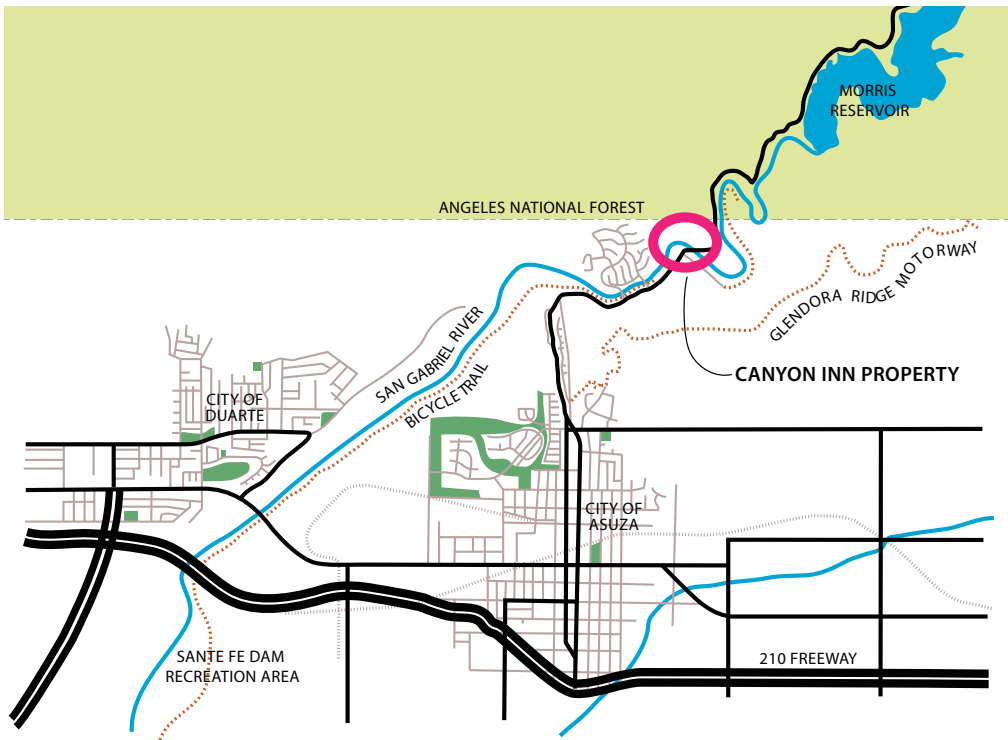 MORRIS
RESERVOIR
ANGELES NATIONAL FOREST
GLENDORA RIDGE MOTORWAY
SAN GABRIEL RIVER
BICYCLE TRAIL
CANYON INN PROPERTY
CITY OF
DUARTE
CITY OF
ASUZA
SANTE FE DAM
RECREATION AREA
210 FREEWAY